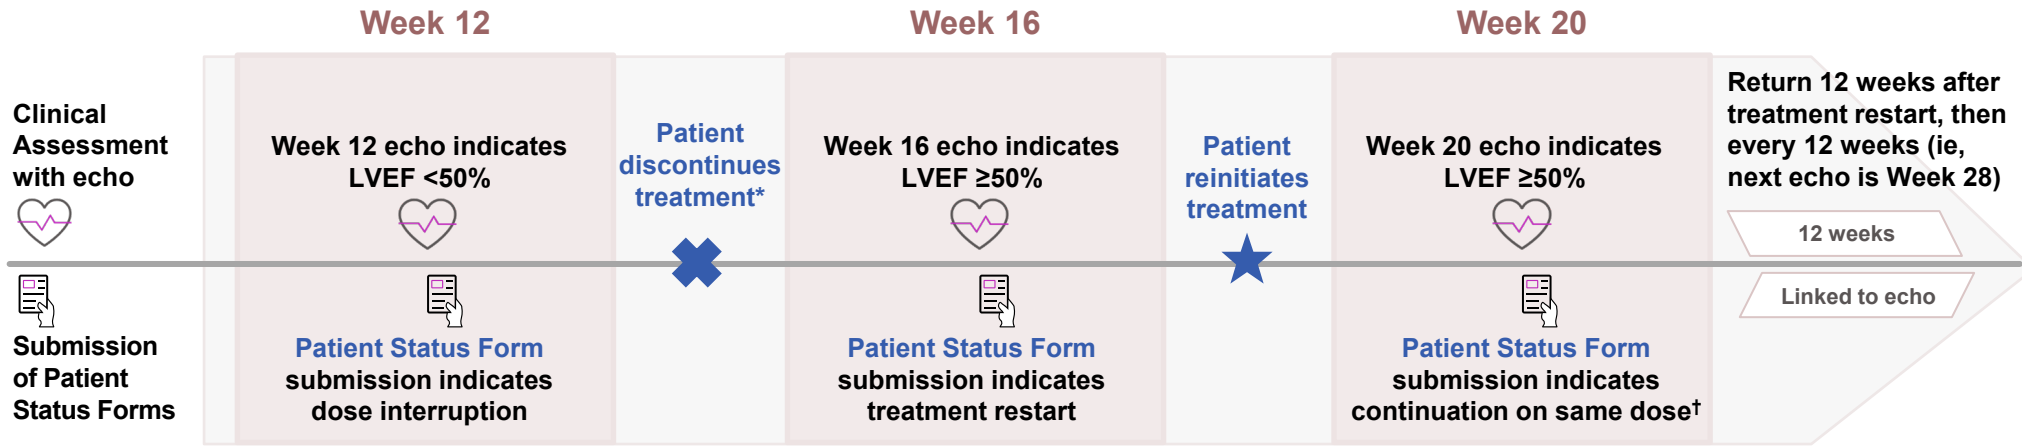 Week 12
Week 16
Week 20
Clinical
Assessment
with echo
Week 12 echo indicates
LVEF <50%
Patient
discontinues
treatment*
Week 16 echo indicates
LVEF ≥50%
Patient
reinitiates
treatment
Week 20 echo indicates
LVEF ≥50%
Return 12 weeks after
treatment restart, then
every 12 weeks (ie,
next echo is Week 28)
12 weeks
Linked to echo
Submission
of Patient
Status Forms
Patient Status Form
submission indicates
dose interruption
Patient Status Form
submission indicates
treatment restart
Patient Status Form
submission indicates
continuation on same dose†